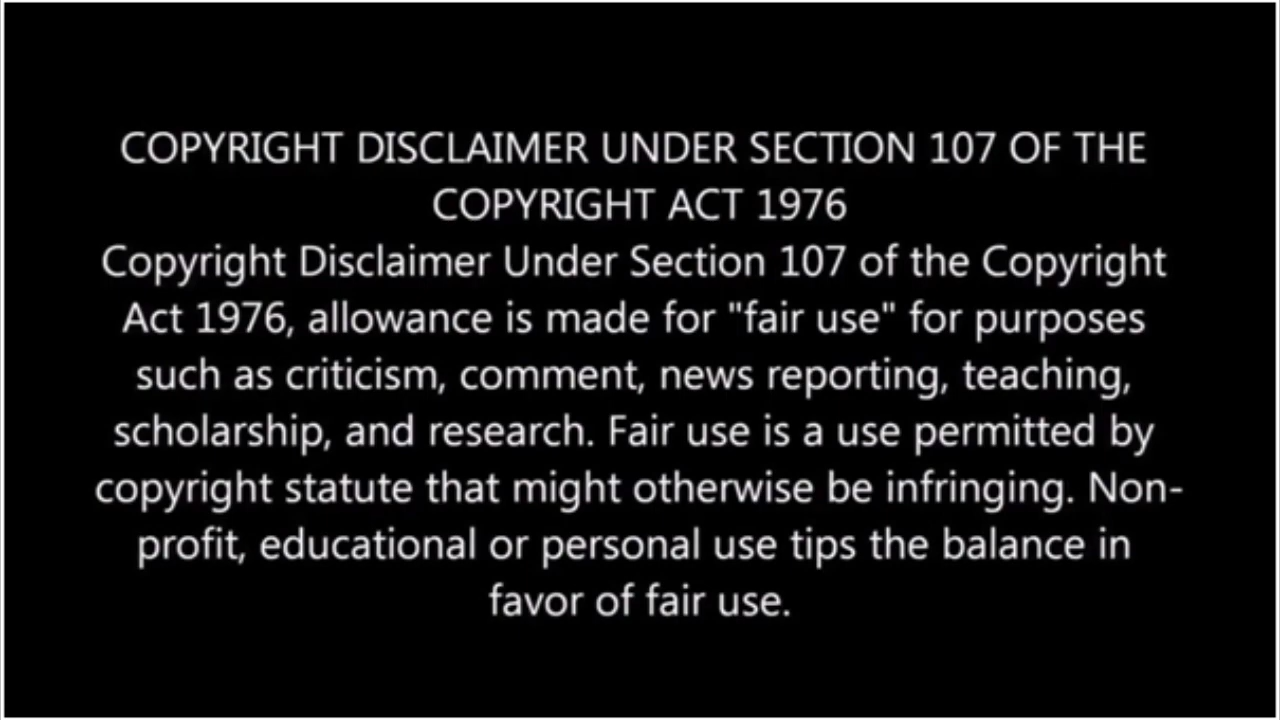 COPYRIGHT DISCLAIMER UNDER SECTION 107 OF THE
COPYRIGHT ACT 1976
Copyright Disclaimer Under Section 107 of the Copyright
Act 1976, allowance is made for "fair use" for purposes
such as criticism, comment, news reporting, teaching,
scholarship, and research. Fair use is a use permitted by
copyright statute that might otherwise be infringing. Non-
profit, educational or personal use tips the balance in
favor of fair use.